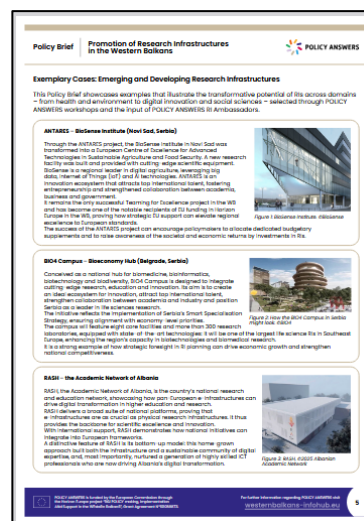 Policy Brief
Promotion of Research Infrastructures
in the Western Balkans
POLICY ANSWERS
Exemplary Cases: Emerging and Developing Research Infrastructures
This Policy Brief showcases examples that illustrate the transformative potential of RIs across domains
– from health and environment to digital innovation and social sciences – selected through POLICY
ANSWERS workshops and the input of POLICY ANSWERS RI Ambassadors.
ANTARES – BioSense Institute (Novi Sad, Serbia)
Through the ANTARES project, the BioSense Institute in Novi Sad was
transformed into a European Centre of Excellence for Advanced
Technologies in Sustainable Agriculture and Food Security. A new research
facility was built and provided with cutting-edge scientific equipment.
BioSense is a regional leader in digital agriculture, leveraging big
data, Internet of Things (IoT) and AI technologies. ANTARES is an
innovation ecosystem that attracts top international talent, fostering
entrepreneurship and strengthened collaboration between academia,
business and government.
It remains the only successful Teaming for Excellence project in the WB
and has become one of the notable recipients of EU funding in Horizon
Europe in the WB, proving how strategic EU support can elevate regional
excellence to European standards.
The success of the ANTARES project can encourage policymakers to allocate dedicated budgetary
supplements and to raise awareness of the societal and economic returns by investments in RIs.
Figure 1: BioSense Institute. ©BioSense
BIO4 Campus – Bioeconomy Hub (Belgrade, Serbia)
Conceived as a national hub for biomedicine, bioinformatics,
biotechnology and biodiversity, BIO4 Campus is designed to integrate
cutting-edge research, education and innovation. Its aim is to create
an ideal ecosystem for innovation, attract top international talent,
strengthen collaboration between academia and industry and position
Serbia as a leader in life sciences research.
The initiative reflects the implementation of Serbia's Smart Specialisation
Strategy, ensuring alignment with economy-level priorities.
The campus will feature eight core facilities and more than 300 research
laboratories, equipped with state-of-the-art technologies. It will be one of the largest life science RIs in Southeast
Europe, enhancing the region's capacity in biotechnologies and biomedical research.
It is a strong example of how strategic foresight in RI planning can drive economic growth and strengthen
national competitiveness.
Figure 2: How the BIO4 Campus in Serbia
might look. ©BIO4
RASH – the Academic Network of Albania
RASH, the Academic Network of Albania, is the country's national research
and education network, showcasing how pan-European e-Infrastructures can
drive digital transformation in higher education and research.
RASH delivers a broad suite of national platforms, proving that
e-infrastructures are as crucial as physical research infrastructures. It thus
provides the backbone for scientific excellence and innovation.
With international support, RASH demonstrates how national initiatives can
integrate into European frameworks.
A distinctive feature of RASH is its bottom-up model: this home-grown
approach built both the infrastructure and a sustainable community of digital
expertise, and, most importantly, nurtured a generation of highly skilled ICT
professionals who are now driving Albania's digital transformation.
Figure 3: RASH. ©2025 Albanian
Academic Network
POLICY ANSWERS is funded by the European Commission through
the Horizon Europe project
For further information regarding POLICY ANSWERS visit
westernbalkans-infohub.eu
5